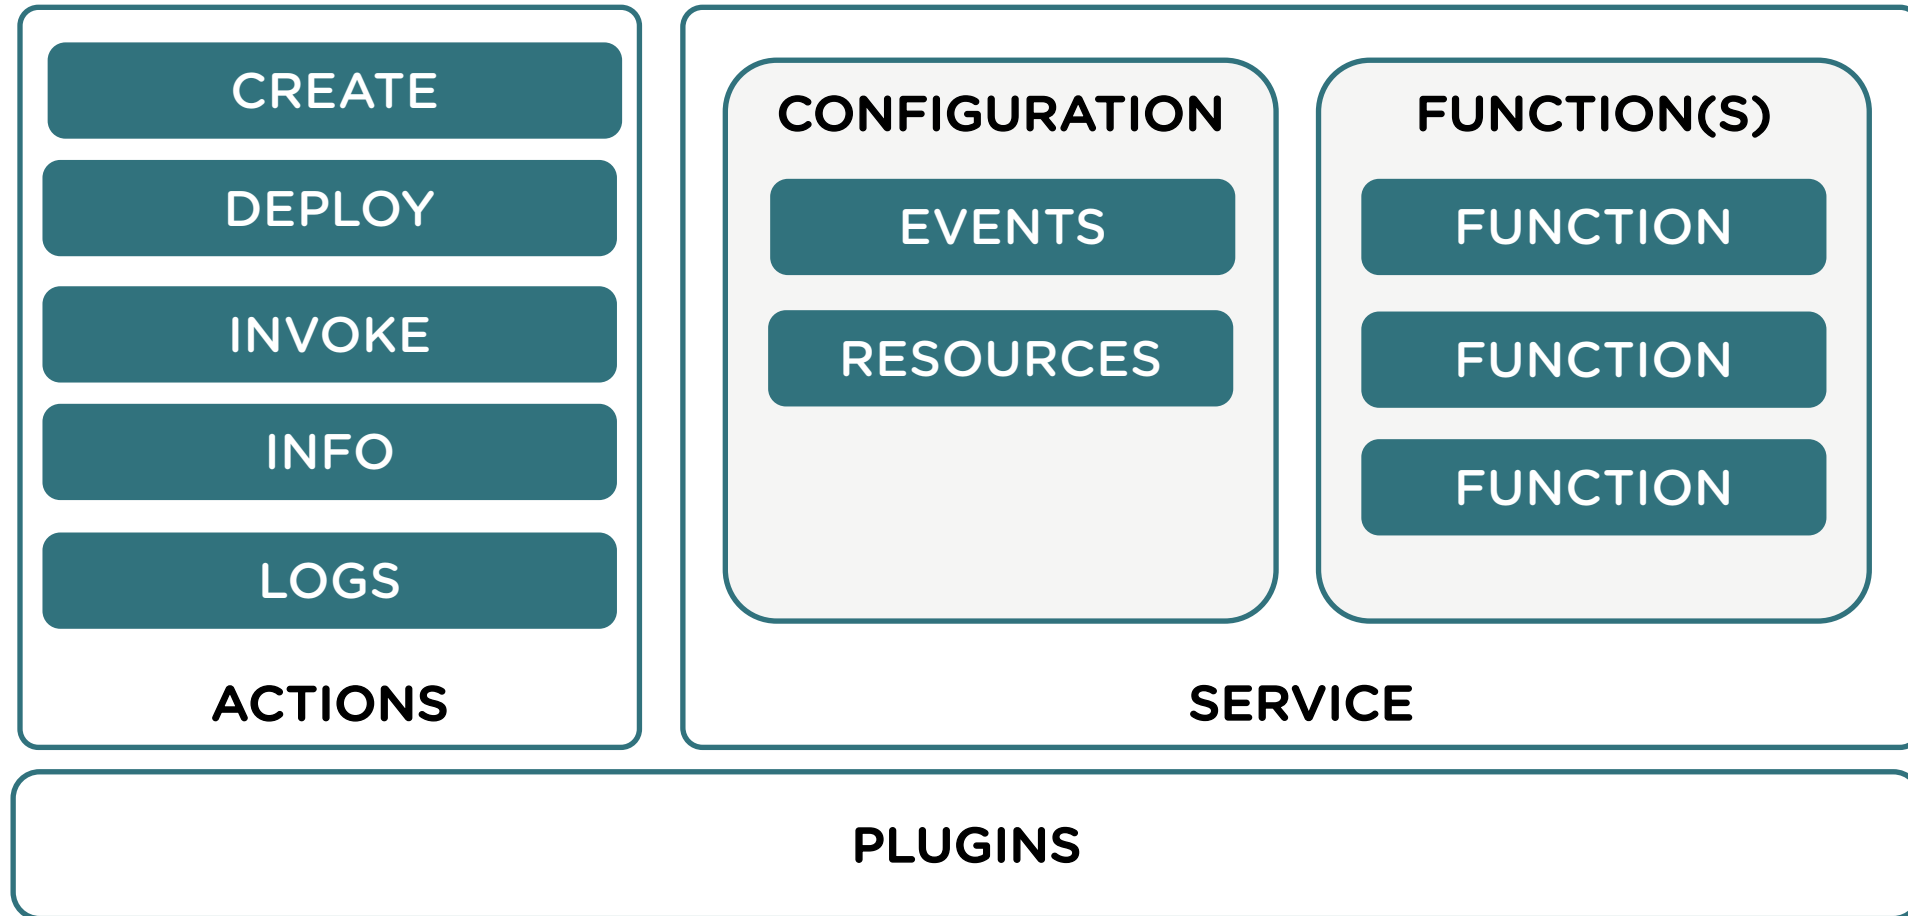 CREATE
DEPLOY
INVOKE
INFO
LOGS
ACTIONS
CONFIGURATION
EVENTS
RESOURCES
FUNCTION(S)
FUNCTION
FUNCTION
FUNCTION
SERVICE
PLUGINS